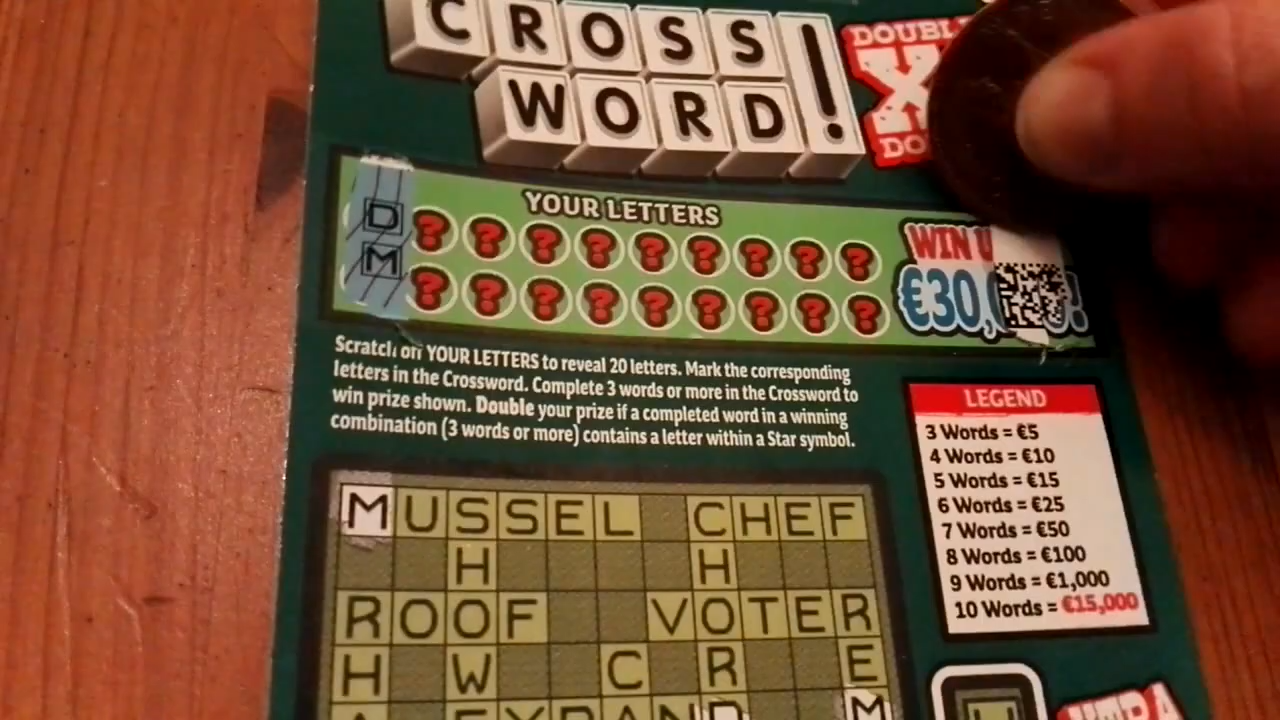 CROSS
WORD!
DOUBL
X
DO
YOUR LETTERS
D ? ? ? ? ? ? ? ? ?
M ? ? ? ? ? ? ? ? ?
WIN U
€30,
!
Scratch off YOUR LETTERS to reveal 20 letters. Mark the corresponding
letters in the Crossword. Complete 3 words or more in the Crossword to
win prize shown. Double your prize if a completed word in a winning
combination (3 words or more) contains a letter within a Star symbol.
LEGEND
3 Words = €5
4 Words = €10
5 Words = €15
6 Words = €25
7 Words = €50
8 Words = €100
9 Words = €1,000
10 Words = €15,000
MUSSEL CHEF
H H
ROOF VOTER
H W C R E
EXPAND M